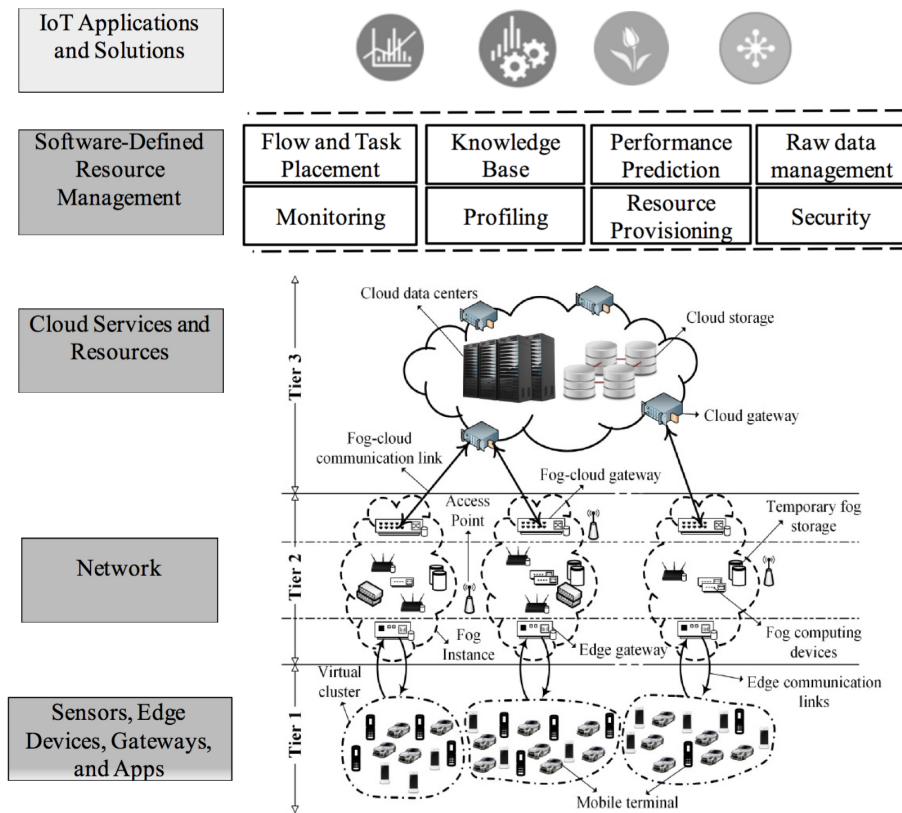 IoT Applications
and Solutions
Software-Defined
Resource
Management
Flow and Task
Placement
Knowledge
Base
Performance
Prediction
Raw data
management
Monitoring
Profiling
Resource
Provisioning
Security
Cloud Services and
Resources
Tier 3
Cloud data centers
Cloud storage
Cloud gateway
Fog-cloud
communication link
Fog-cloud gateway
Access
Point
Temporary fog
storage
Network
Tier 2
Fog
Instance
Edge gateway
Fog computing
devices
Virtual
cluster
Edge communication
links
Sensors, Edge
Devices, Gateways,
and Apps
Tier 1
Mobile terminal